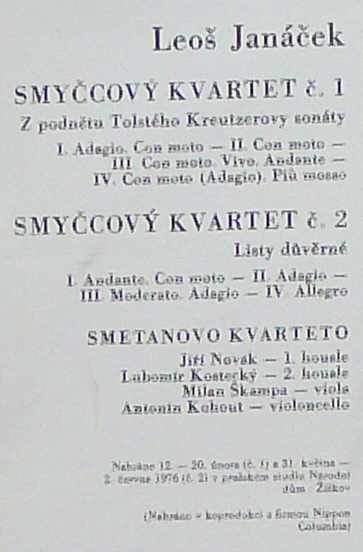 Leoš Janáček
SMYČCOVÝ KVARTET č. 1
Z podnětu Tolstého Kreutzerovy sonáty
I. Adagio. Con moto — II. Con moto —
III. Con moto. Vivo. Andante —
IV. Con moto (Adagio). Più mosso
SMYČCOVÝ KVARTET č. 2
Listy důvěrné
I. Andante. Con moto — II. Adagio —
III. Moderato. Adagio — IV. Allegro
SMETANOVO KVARTETO
Jiří Novák — 1. housle
Lubomír Kostecký — 2. housle
Milan Škampa — viola
Antonín Kohout — violoncello
Nahráno 12. — 20. února (č. 1) a 31. května —
2. června 1976 (č. 2) v pražském studiu Národní
dům - Žižkov
(Nahráno v koprodukci s firmou Nippon
Columbia)